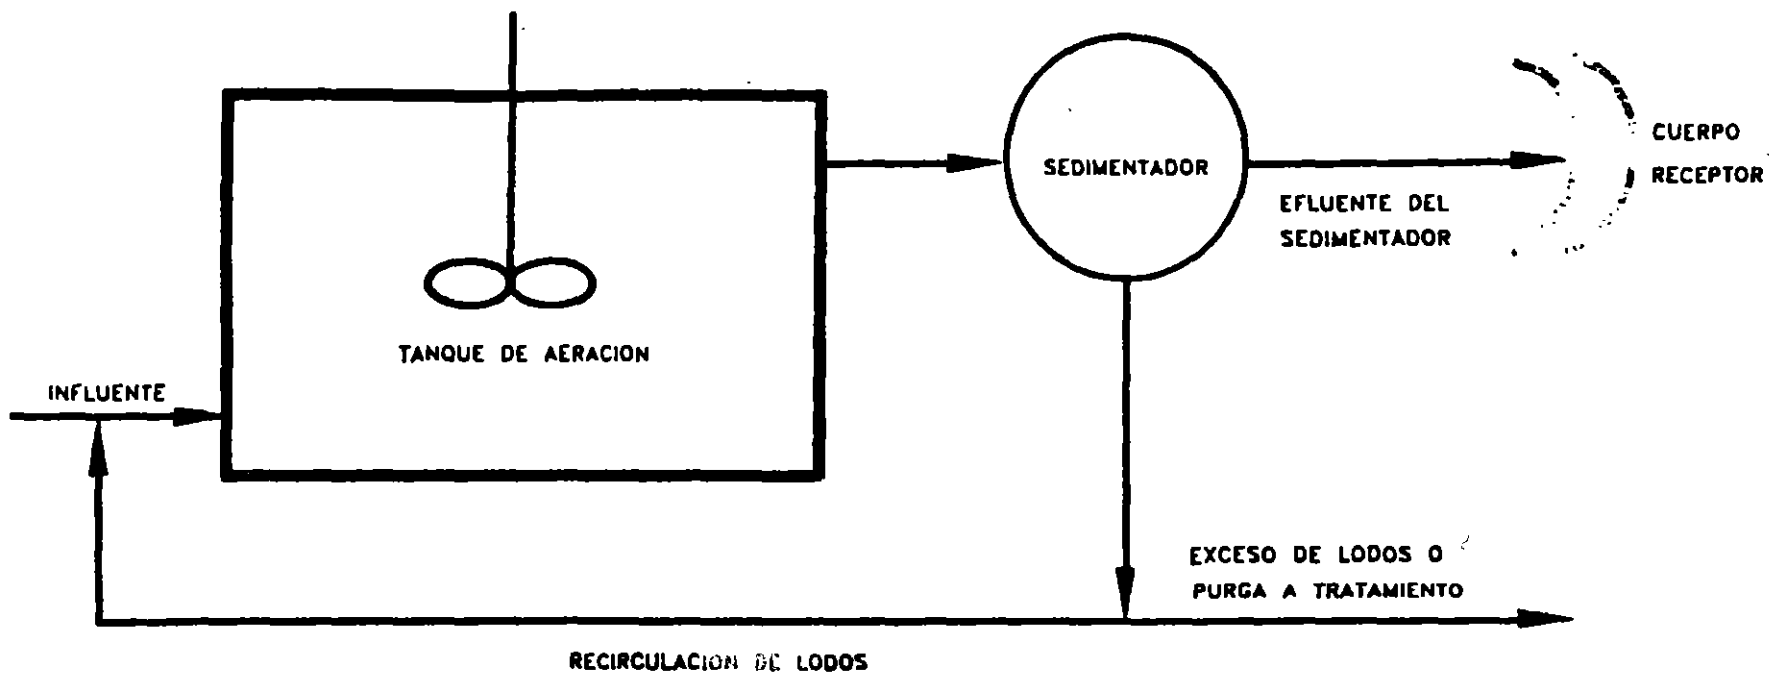 CUERPO
RECEPTOR
SEDIMENTADOR
EFLUENTE DEL
SEDIMENTADOR
TANQUE DE AERACION
INFLUENTE
EXCESO DE LODOS O
PURGA A TRATAMIENTO
RECIRCULACION DE LODOS